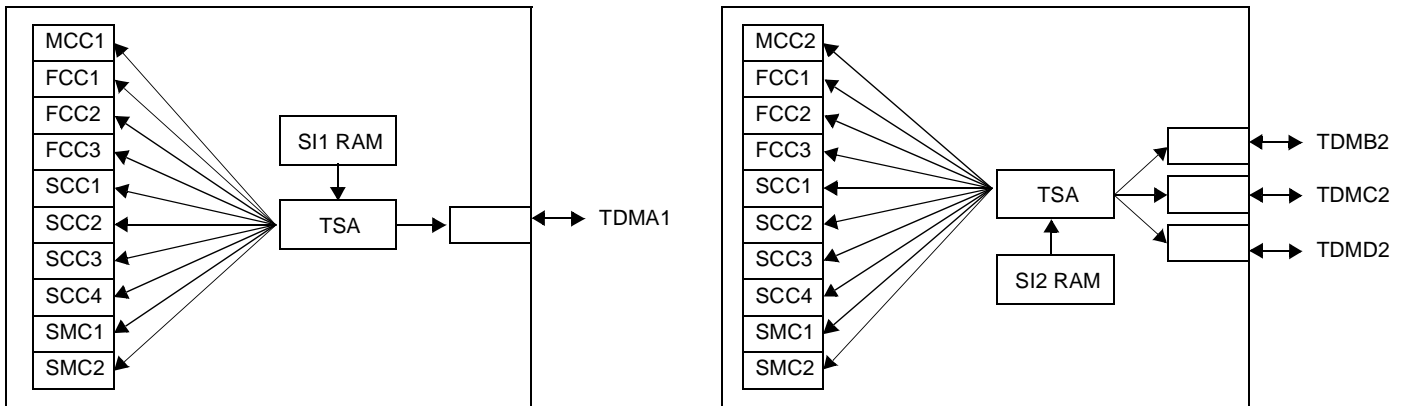 MCC1
FCC1
FCC2
FCC3
SCC1
SCC2
SCC3
SCC4
SMC1
SMC2
SI1 RAM
TSA
TDMA1
MCC2
FCC1
FCC2
FCC3
SCC1
SCC2
SCC3
SCC4
SMC1
SMC2
TSA
SI2 RAM
TDMB2
TDMC2
TDMD2